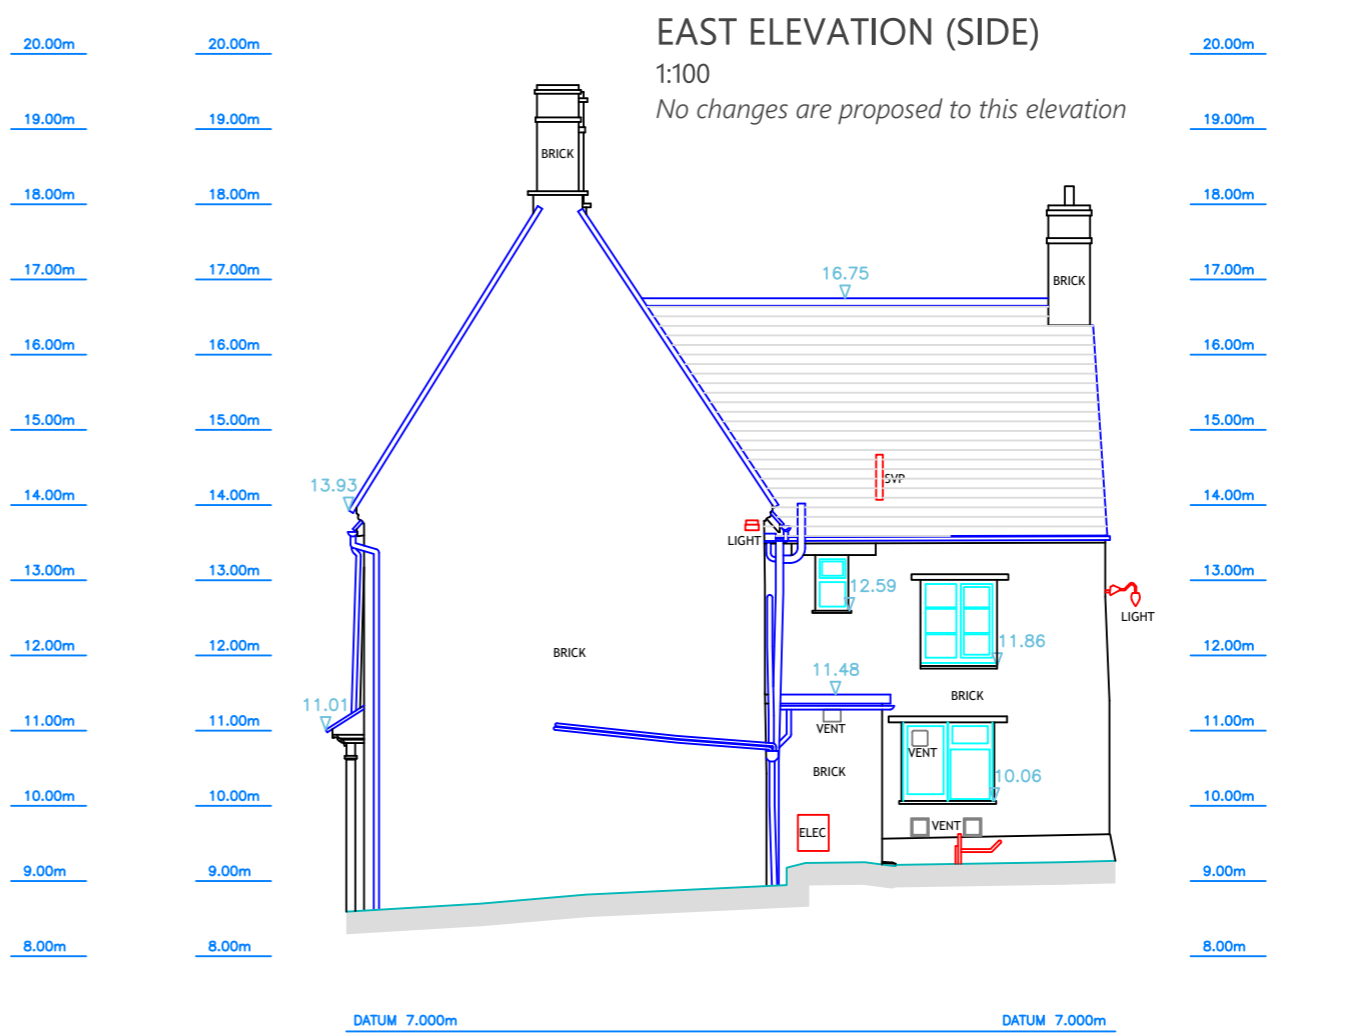 EAST ELEVATION (SIDE)
1:100
No changes are proposed to this elevation
20.00m 20.00m 20.00m
19.00m 19.00m 19.00m
BRICK
18.00m 18.00m 18.00m
17.00m 17.00m 16.75 BRICK 17.00m
16.00m 16.00m 16.00m
15.00m 15.00m 15.00m
13.93 SVP
14.00m 14.00m 14.00m
LIGHT
13.00m 13.00m 12.59 13.00m
LIGHT
12.00m 12.00m BRICK 11.86 12.00m
11.48 BRICK
11.01
11.00m 11.00m VENT 11.00m
VENT
BRICK 10.06
10.00m 10.00m 10.00m
ELEC VENT
9.00m 9.00m 9.00m
8.00m 8.00m 8.00m
DATUM 7.000m DATUM 7.000m